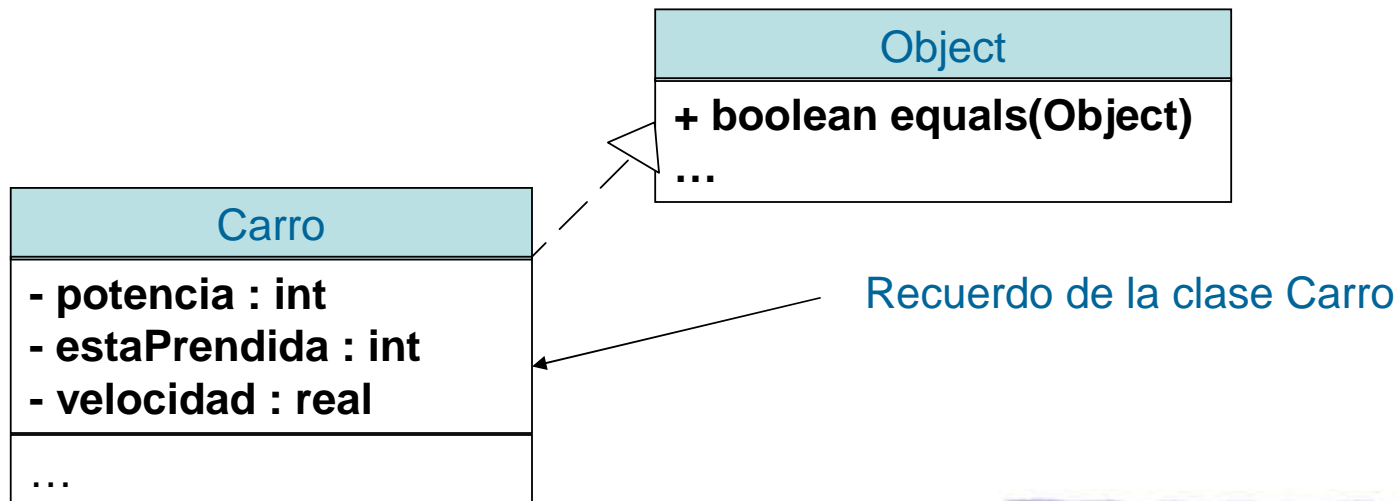 Object
+ boolean equals(Object)
…
Carro
- potencia : int
- estaPrendida : int
- velocidad : real
…
Recuerdo de la clase Carro